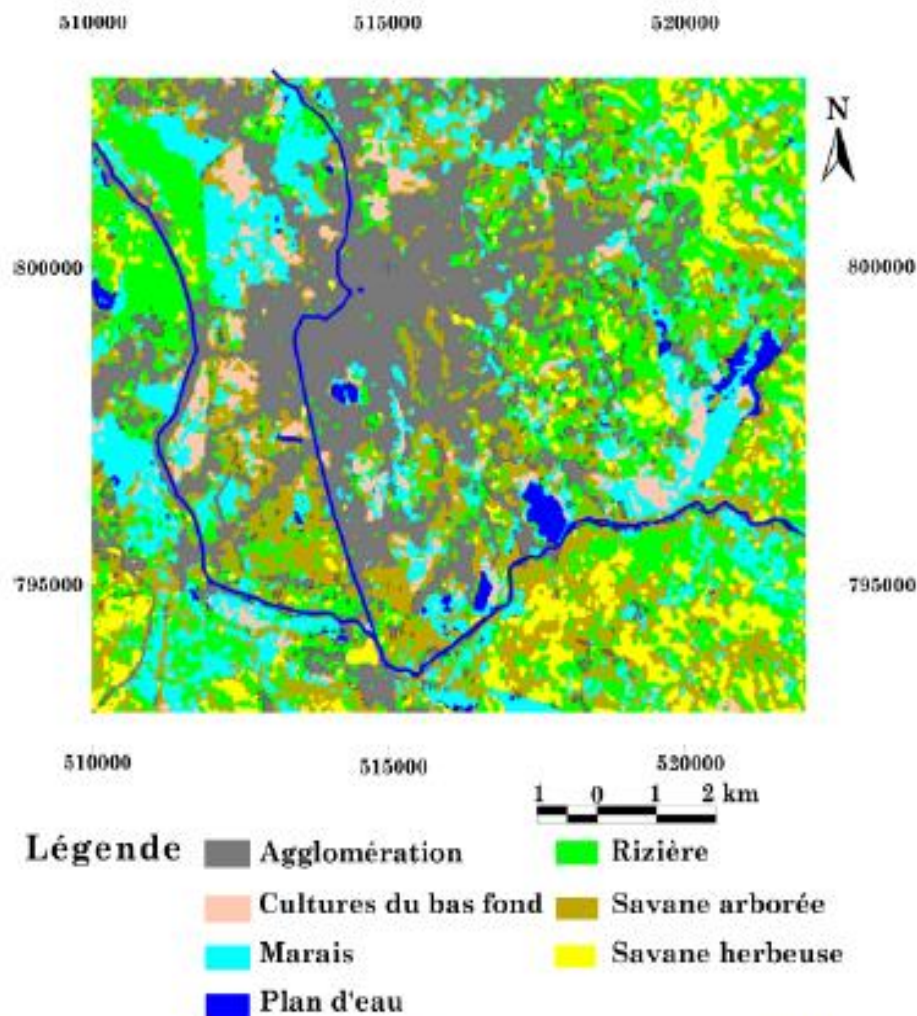 510000 515000 520000
N
800000 800000
795000 795000
510000 515000 520000
1 0 1 2 km
Légende
Agglomération Rizière
Cultures du bas fond Savane arborée
Marais Savane herbeuse
Plan d'eau